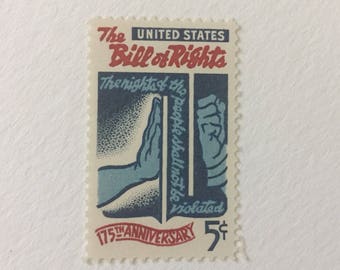 UNITED STATES
The Bill of Rights
The rights of the people shall not be violated
175TH ANNIVERSARY
5¢